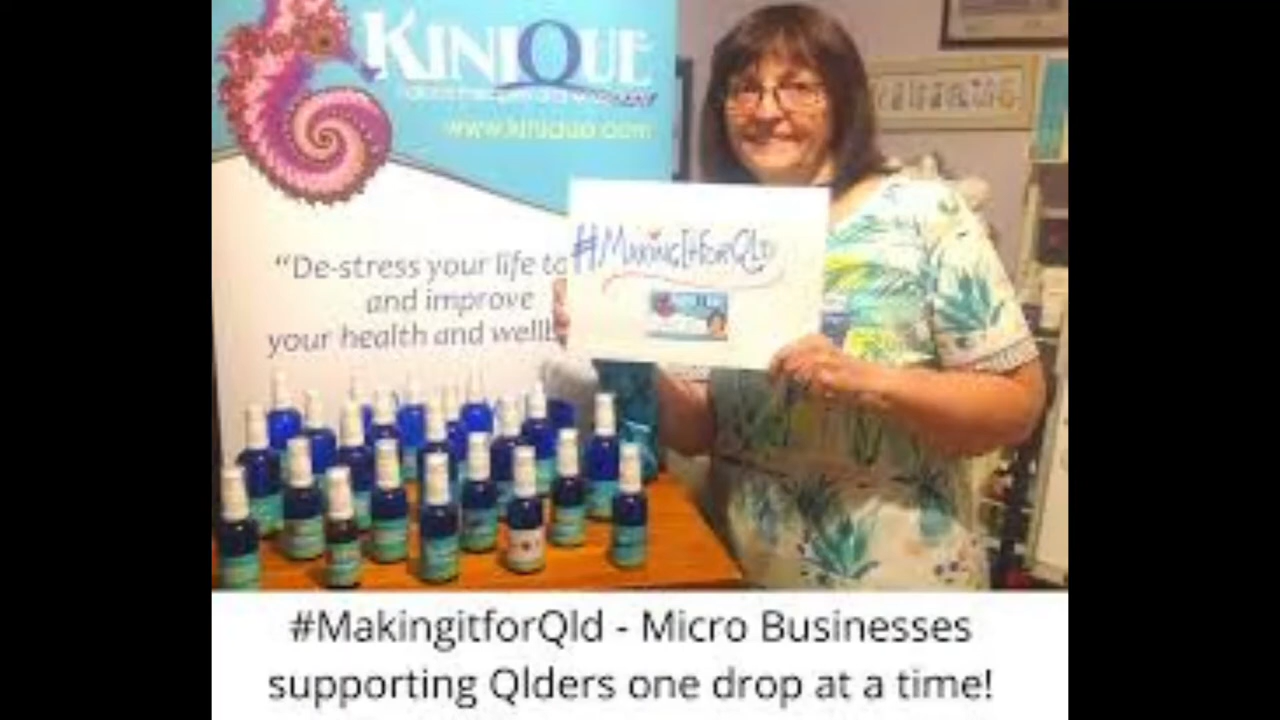 KINIQUE
www.kinique.com
"De-stress your life to
and improve
your health and
#MakingItforQld
#MakingitforQld - Micro Businesses
supporting Qlders one drop at a time!